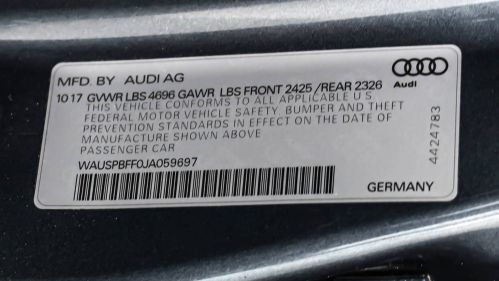 MFD. BY AUDI AG
Audi
10 17 GVWR LBS 4696 GAWR LBS FRONT 2425 /REAR 2326
THIS VEHICLE CONFORMS TO ALL APPLICABLE U S
FEDERAL MOTOR VEHICLE SAFETY BUMPER AND THEFT
PREVENTION STANDARDS IN EFFECT ON THE DATE OF
MANUFACTURE SHOWN ABOVE
PASSENGER CAR
WAUSPBFF0JA059697
4424783
GERMANY